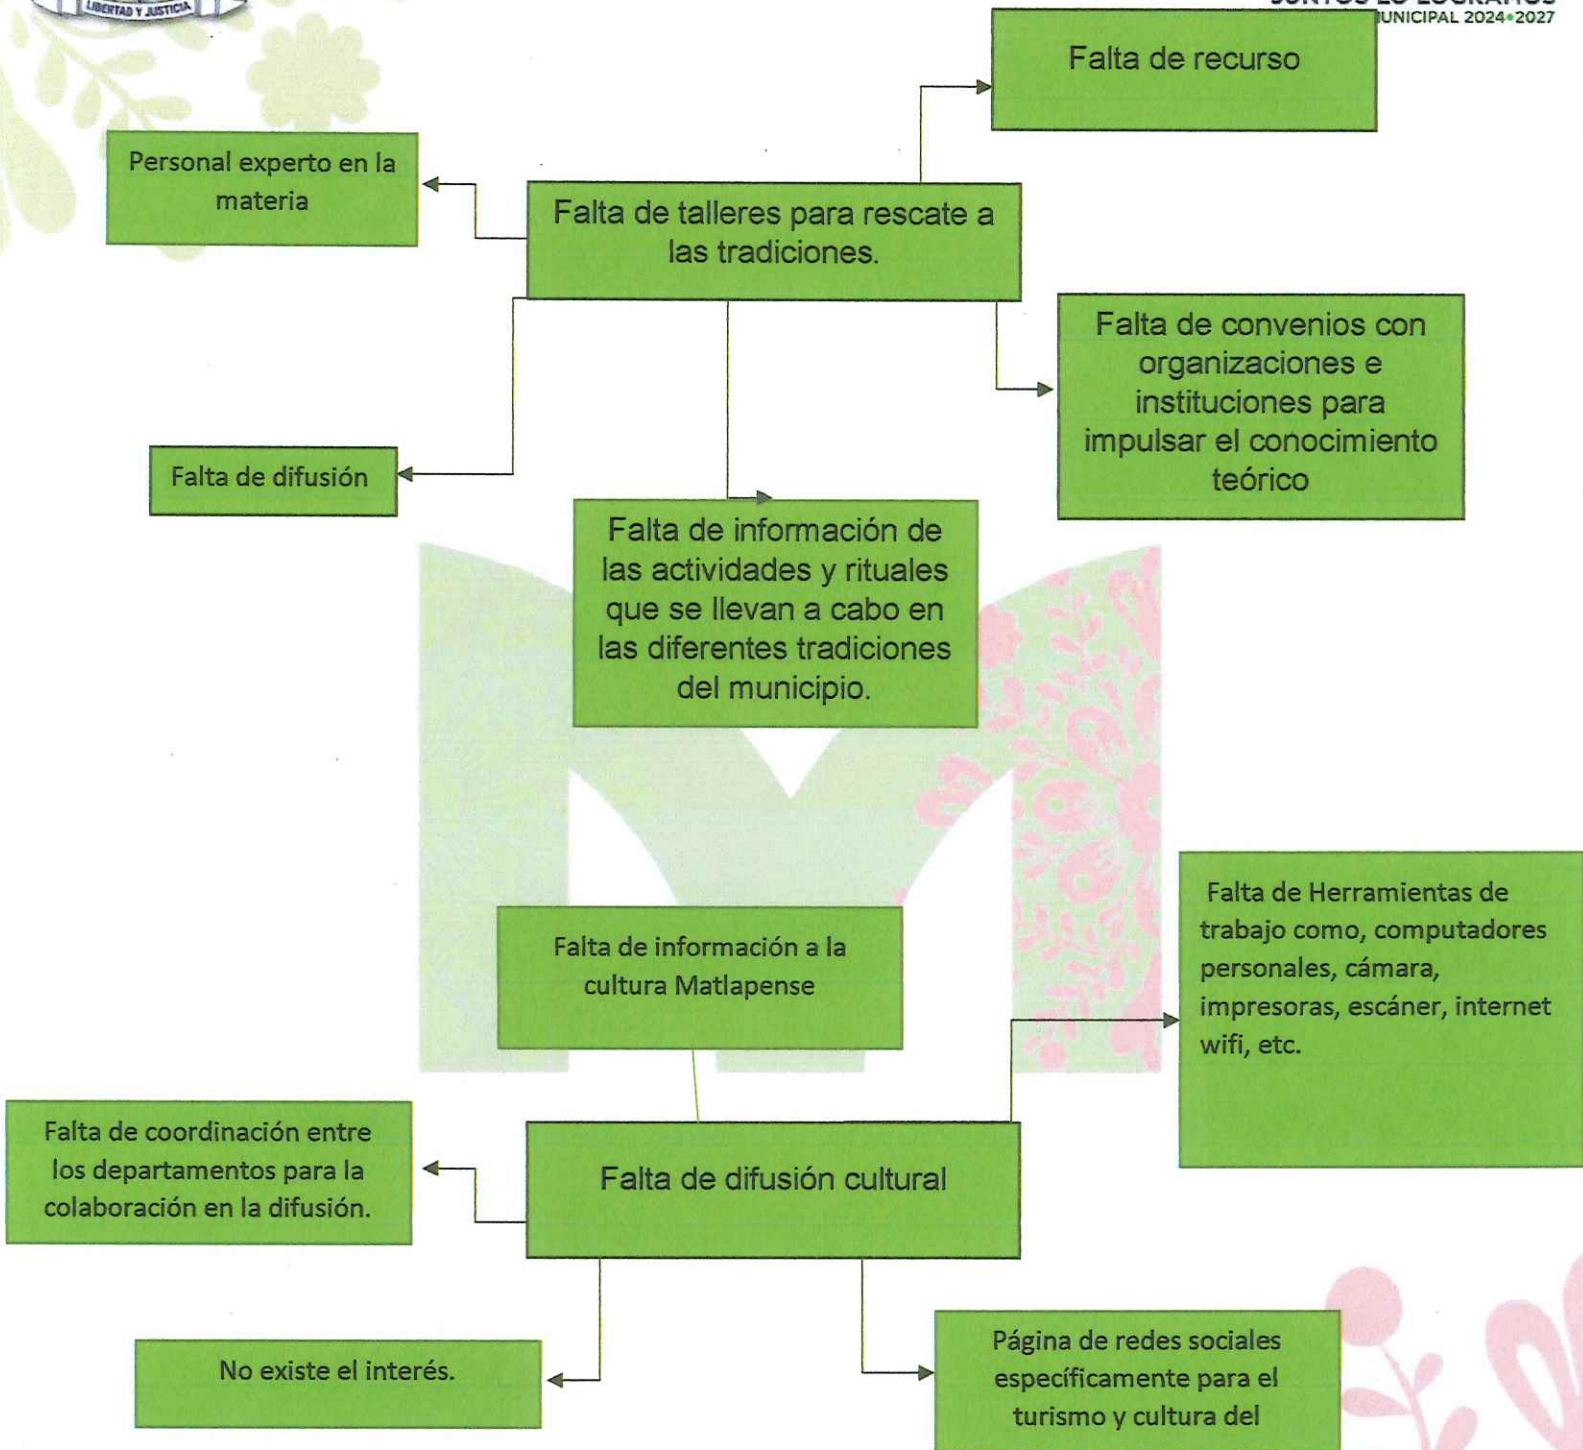 LIBERTAD Y JUSTICIA
JUNTOS LO LOGRAMOS
MUNICIPAL 2024•2027
Falta de recurso
Personal experto en la
materia
Falta de talleres para rescate a
las tradiciones.
Falta de convenios con
organizaciones e
instituciones para
impulsar el conocimiento
teórico
Falta de difusión
Falta de información de
las actividades y rituales
que se llevan a cabo en
las diferentes tradiciones
del municipio.
Falta de información a la
cultura Matlapense
Falta de Herramientas de
trabajo como, computadores
personales, cámara,
impresoras, escáner, internet
wifi, etc.
Falta de coordinación entre
los departamentos para la
colaboración en la difusión.
Falta de difusión cultural
No existe el interés.
Página de redes sociales
específicamente para el
turismo y cultura del